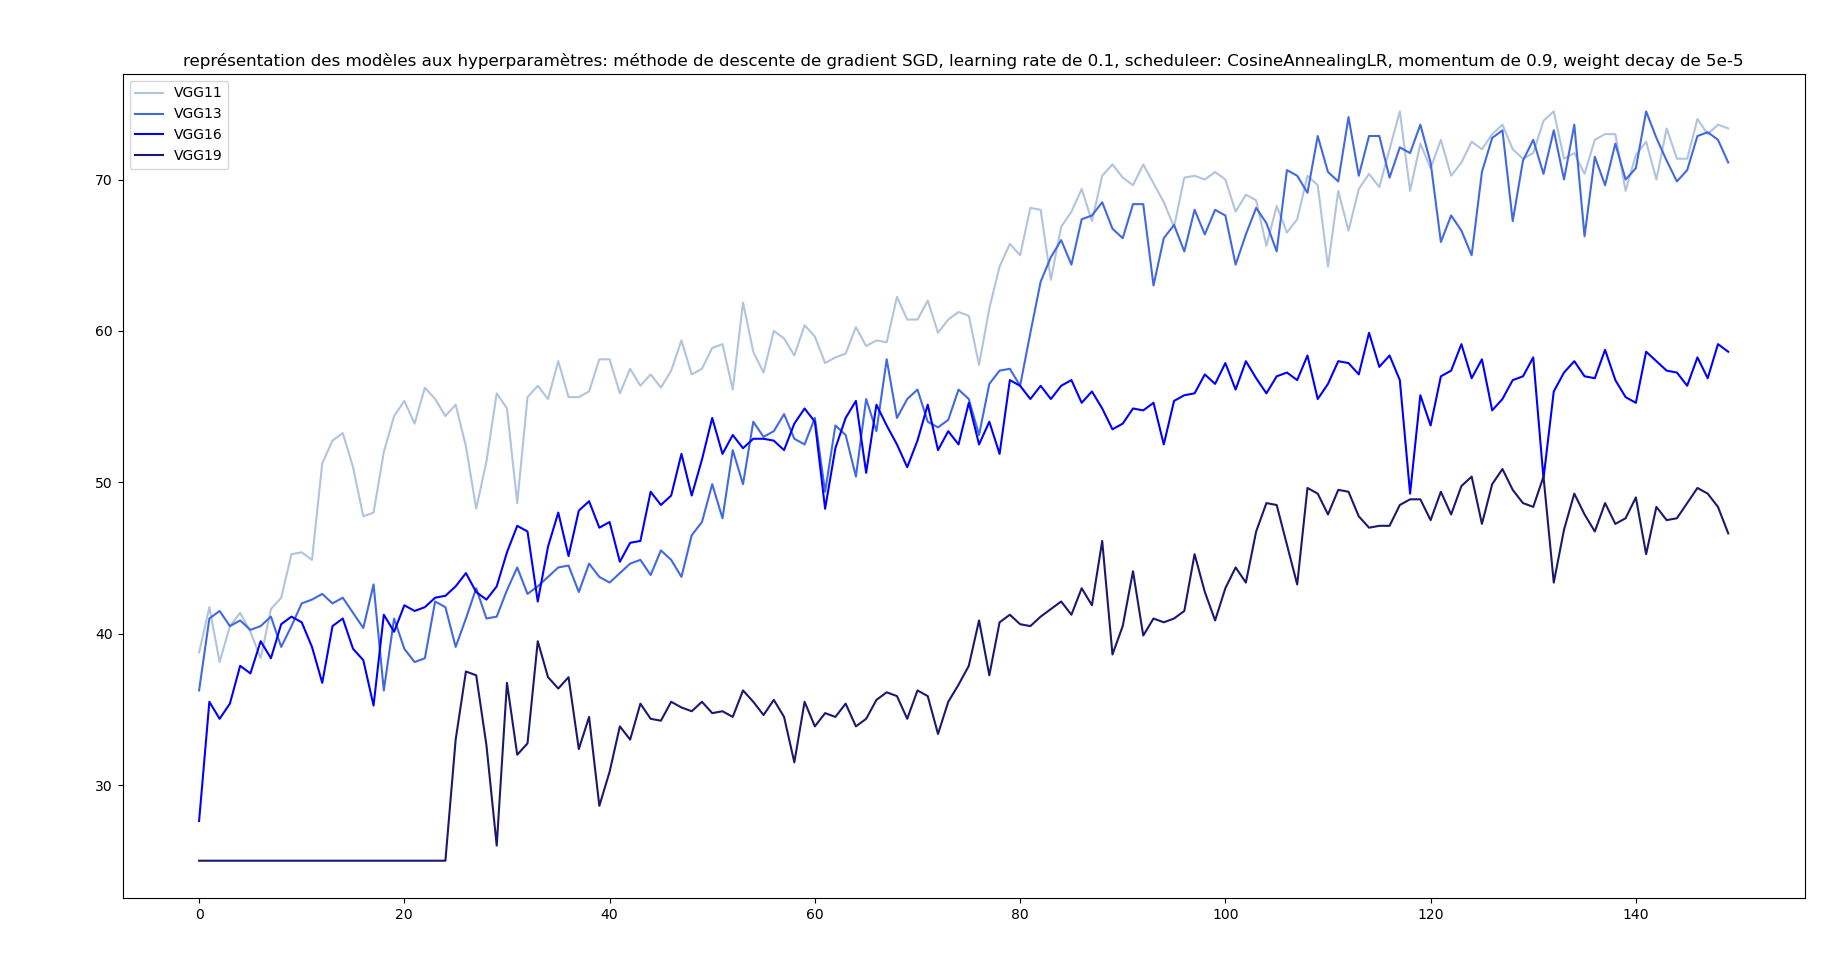 représentation des modèles aux hyperparamètres: méthode de descente de gradient SGD, learning rate de 0.1, scheduleer: CosineAnnealingLR, momentum de 0.9, weight decay de 5e-5
VGG11
VGG13
VGG16
VGG19
70
60
50
40
30
0 20 40 60 80 100 120 140